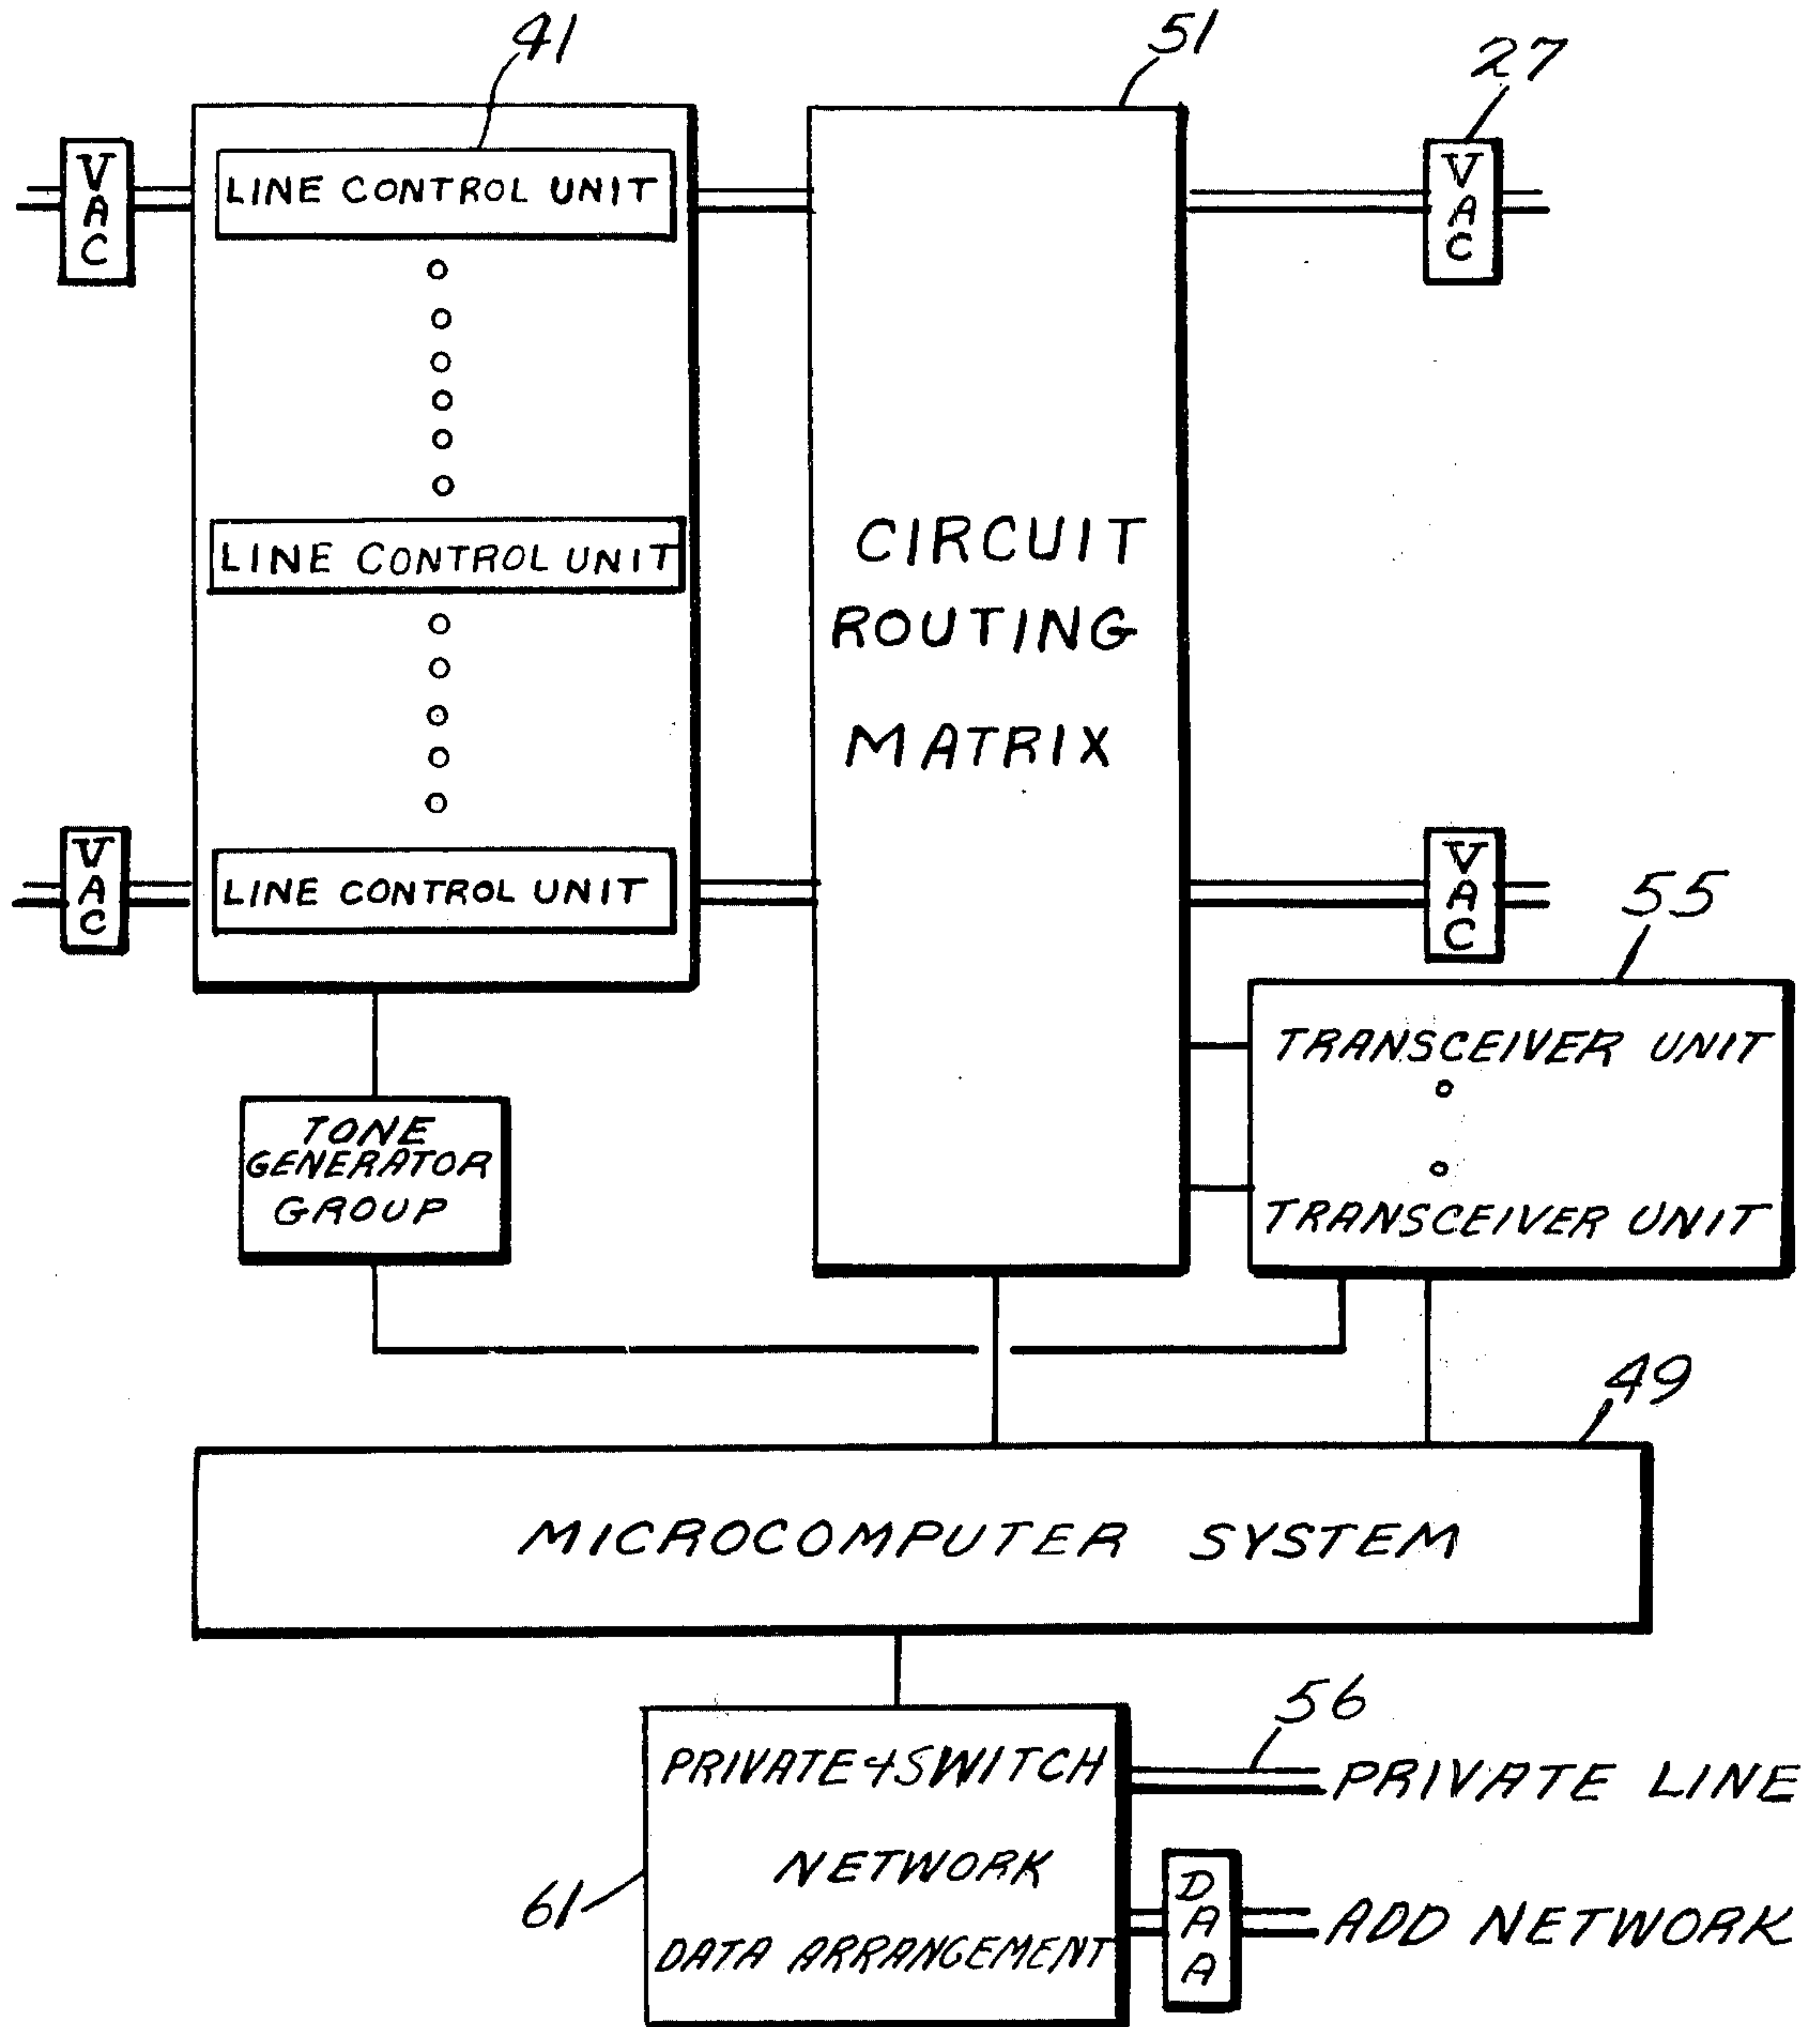 41
51
27
VAC
LINE CONTROL UNIT
VAC
LINE CONTROL UNIT
CIRCUIT
ROUTING
MATRIX
VAC
LINE CONTROL UNIT
VAC
55
TRANSCEIVER UNIT
TRANSCEIVER UNIT
TONE
GENERATOR
GROUP
49
MICROCOMPUTER SYSTEM
56
PRIVATE & SWITCH
NETWORK
DATA ARRANGEMENT
61
PRIVATE LINE
DAA
ADD NETWORK